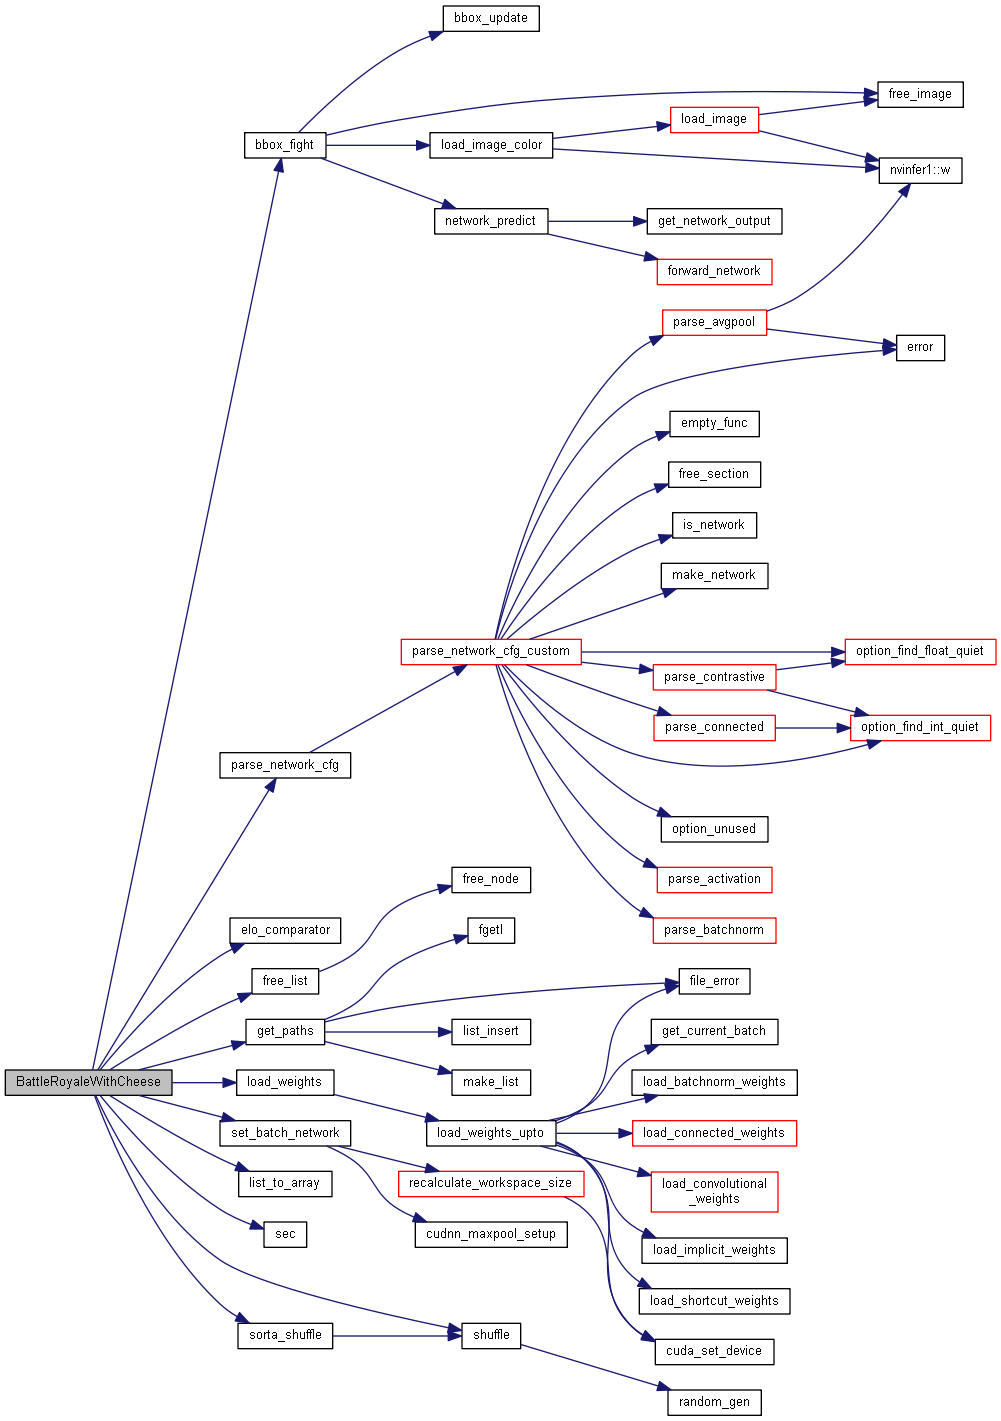 bbox_update
free_image
load_image
bbox_fight
load_image_color
nvinfer1::w
network_predict
get_network_output
forward_network
parse_avgpool
error
empty_func
free_section
is_network
make_network
parse_network_cfg_custom
option_find_float_quiet
parse_contrastive
parse_connected
option_find_int_quiet
parse_network_cfg
option_unused
parse_activation
free_node
parse_batchnorm
elo_comparator
fgetl
free_list
file_error
get_paths
list_insert
get_current_batch
BattleRoyaleWithCheese
load_weights
make_list
load_batchnorm_weights
set_batch_network
load_weights_upto
load_connected_weights
list_to_array
recalculate_workspace_size
load_convolutional
_weights
sec
cudnn_maxpool_setup
load_implicit_weights
load_shortcut_weights
sorta_shuffle
shuffle
cuda_set_device
random_gen